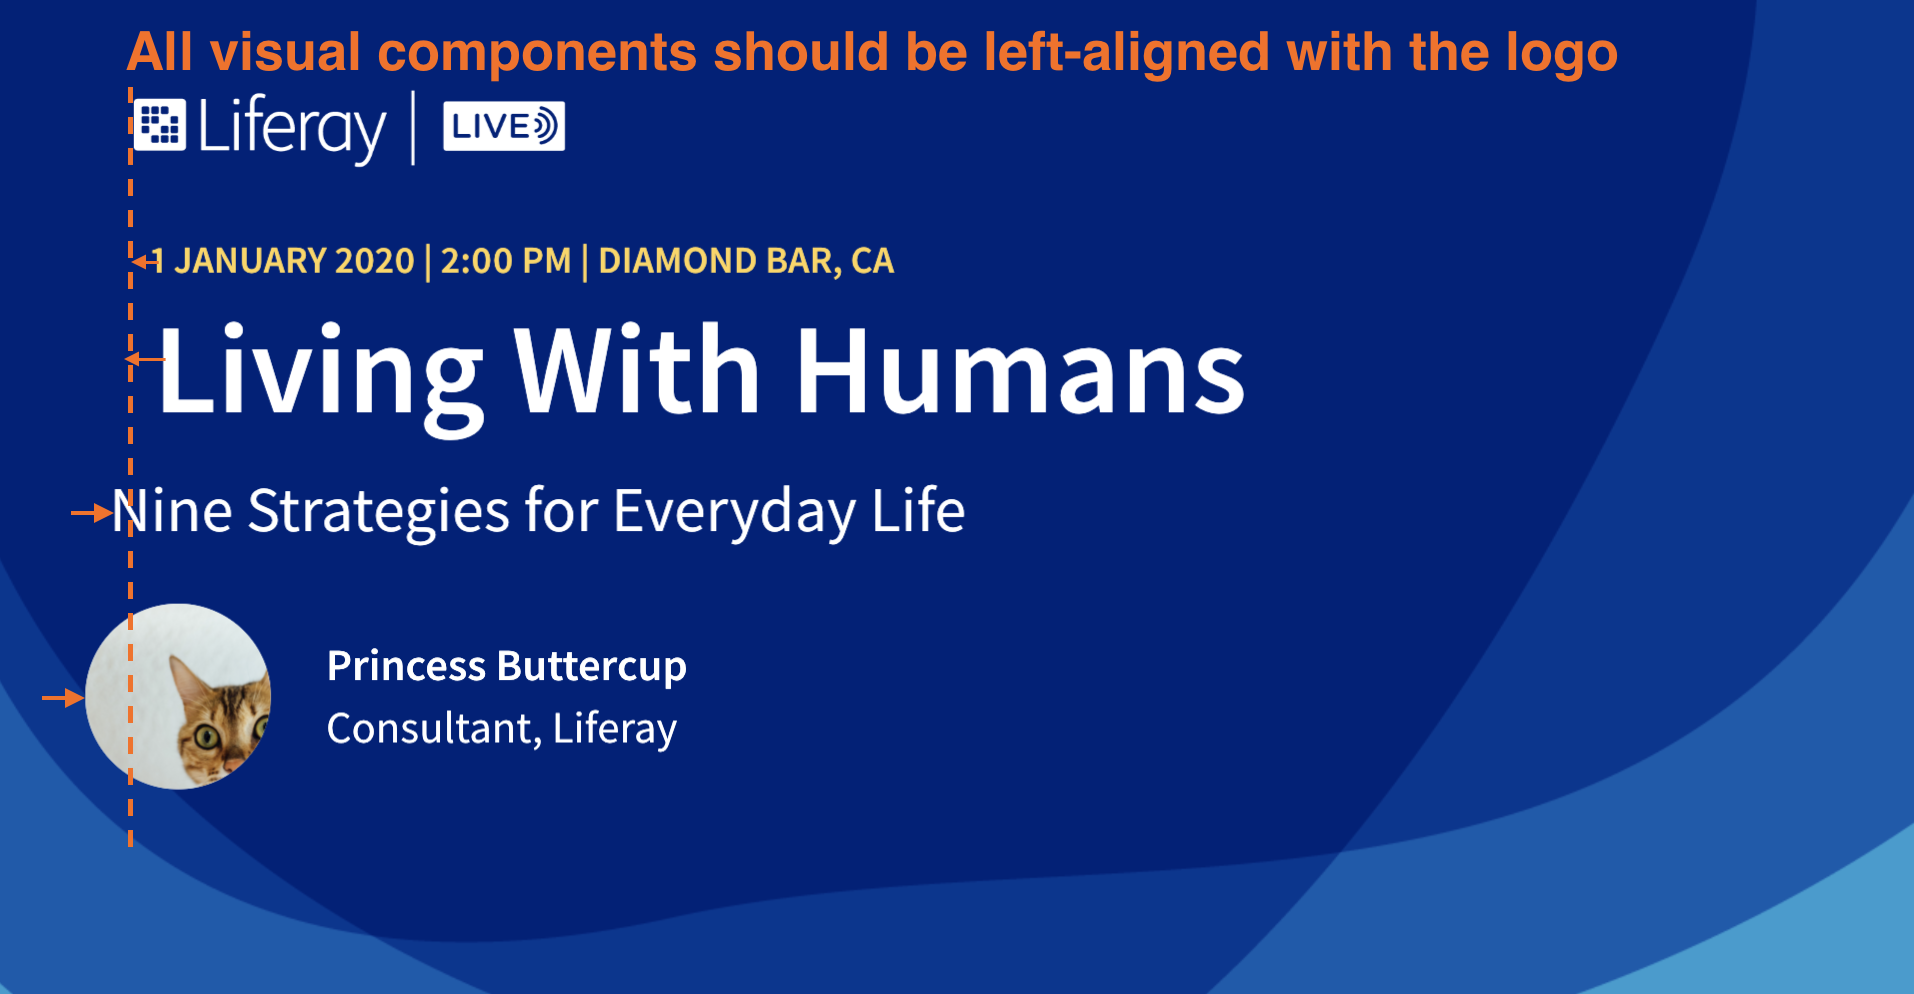 All visual components should be left-aligned with the logo
Liferay | LIVE
1 JANUARY 2020 | 2:00 PM | DIAMOND BAR, CA
Living With Humans
Nine Strategies for Everyday Life
Princess Buttercup
Consultant, Liferay